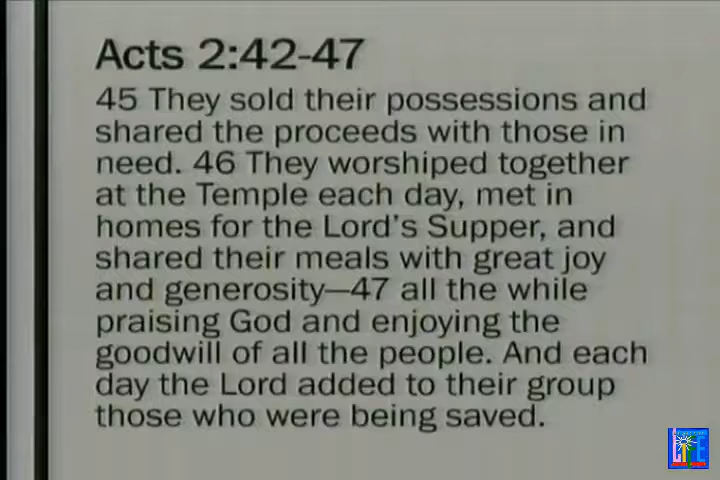 Acts 2:42-47
45 They sold their possessions and
shared the proceeds with those in
need. 46 They worshiped together
at the Temple each day, met in
homes for the Lord's Supper, and
shared their meals with great joy
and generosity—47 all the while
praising God and enjoying the
goodwill of all the people. And each
day the Lord added to their group
those who were being saved.